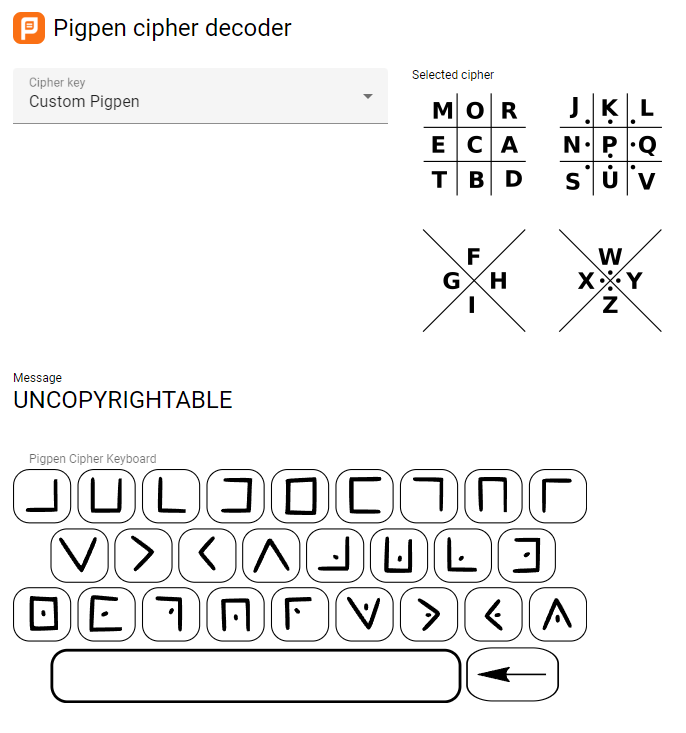 Pigpen cipher decoder
Cipher key
Custom Pigpen
Selected cipher
M O R J K L
E C A N P Q
T B D S U V
F W
G H X Y
I Z
Message
UNCOPYRIGHTABLE
Pigpen Cipher Keyboard